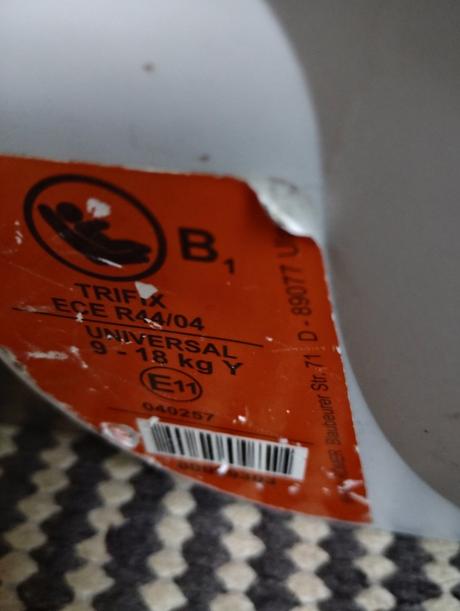 B1
TRIFIX
ECE R44/04
UNIVERSAL
9 - 18 kg Y
E11
040257
Blaubeurer Str. 71 D - 89077